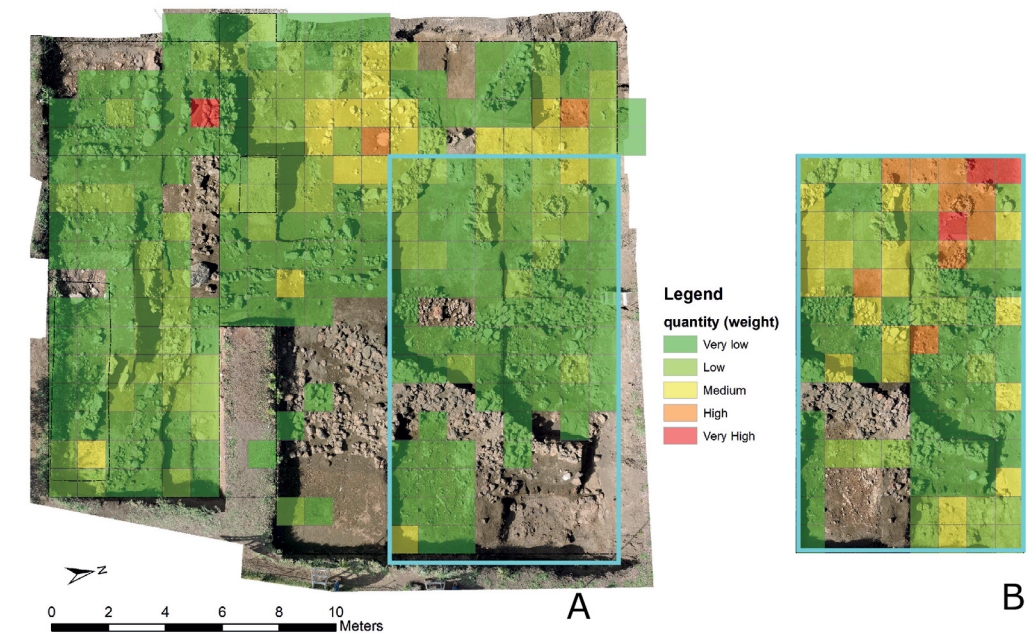 Legend
quantity (weight)
Very low
Low
Medium
High
Very High
N
0 2 4 6 8 10
Meters
A
B